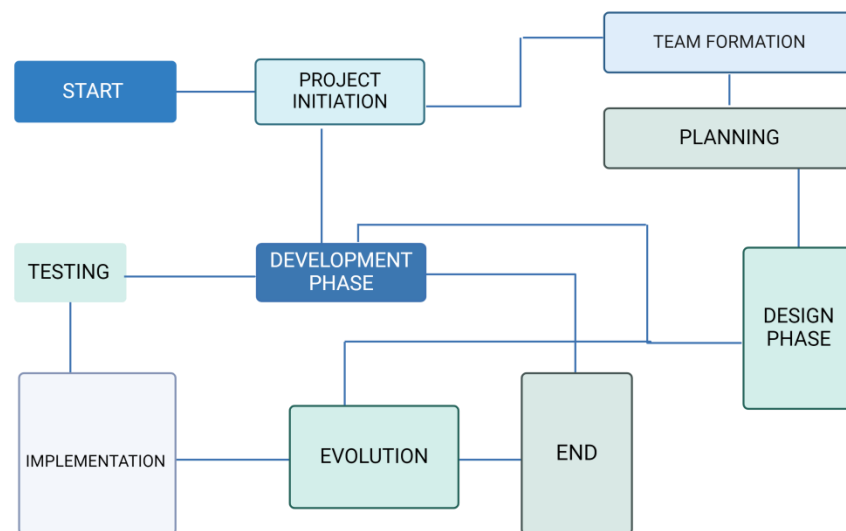 START
PROJECT
INITIATION
TEAM FORMATION
PLANNING
TESTING
DEVELOPMENT
PHASE
DESIGN
PHASE
IMPLEMENTATION
EVOLUTION
END